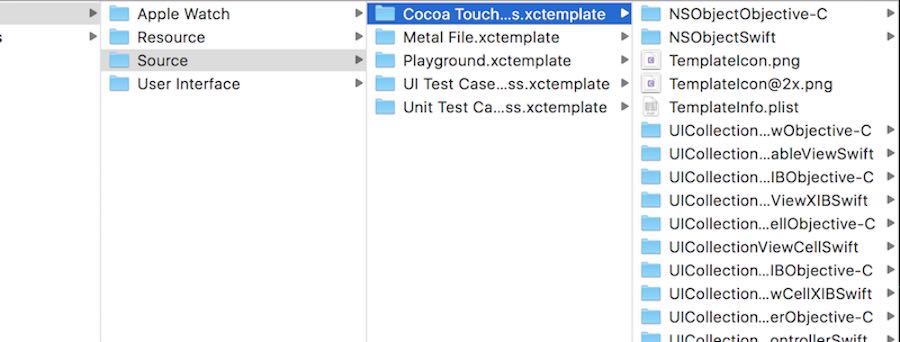 s
Apple Watch
Resource
Source
User Interface
Cocoa Touch...s.xctemplate
Metal File.xctemplate
Playground.xctemplate
UI Test Case...ss.xctemplate
Unit Test Ca...ss.xctemplate
NSObjectObjective-C
NSObjectSwift
TemplateIcon.png
TemplateIcon@2x.png
TemplateInfo.plist
UICollection...wObjective-C
UICollection...ableViewSwift
UICollection...IBObjective-C
UICollection...ViewXIBSwift
UICollection...ellObjective-C
UICollectionViewCellSwift
UICollection...IBObjective-C
UICollection...wCellXIBSwift
UICollection...erObjective-C
UICollection...ontrollerSwift